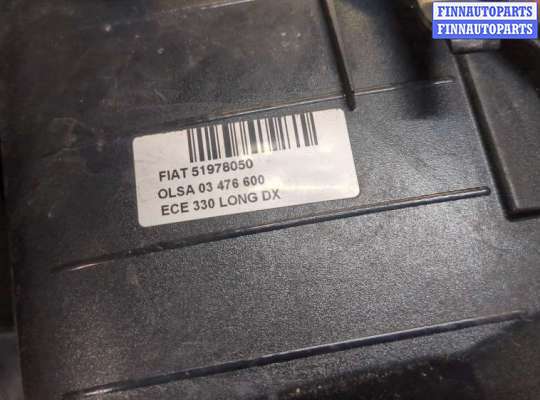 FINNAUTOPARTS
FINNAUTOPARTS
FIAT 51978050
OLSA 03 476 600
ECE 330 LONG DX